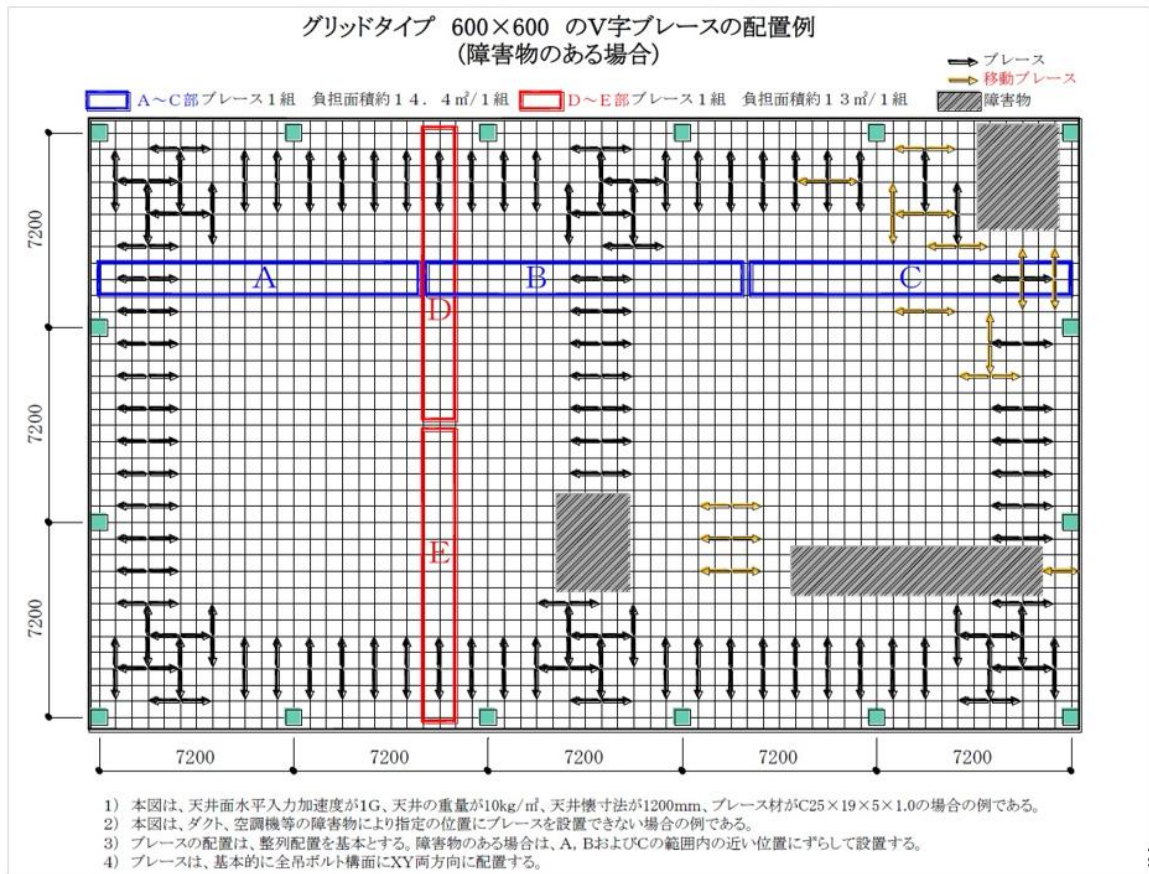 グリッドタイプ 600×600 のV字ブレースの配置例
(障害物のある場合)
ブレース
移動ブレース
A～C部ブレース1組 負担面積約14.4㎡/1組 D～E部ブレース1組 負担面積約13㎡/1組 障害物
7200
A
B
C
D
7200
E
7200
7200
7200
7200
7200
7200
1) 本図は、天井面水平入力加速度が1G、天井の重量が10kg/㎡、天井懐寸法が1200mm、ブレース材がC25×19×5×1.0の場合の例である。
2) 本図は、ダクト、空調機等の障害物により指定の位置にブレースを設置できない場合の例である。
3) ブレースの配置は、整列配置を基本とする。障害物のある場合は、A, BおよびCの範囲内の近い位置にずらして設置する。
4) ブレースは、基本的に全吊ボルト構面にXY両方向に配置する。